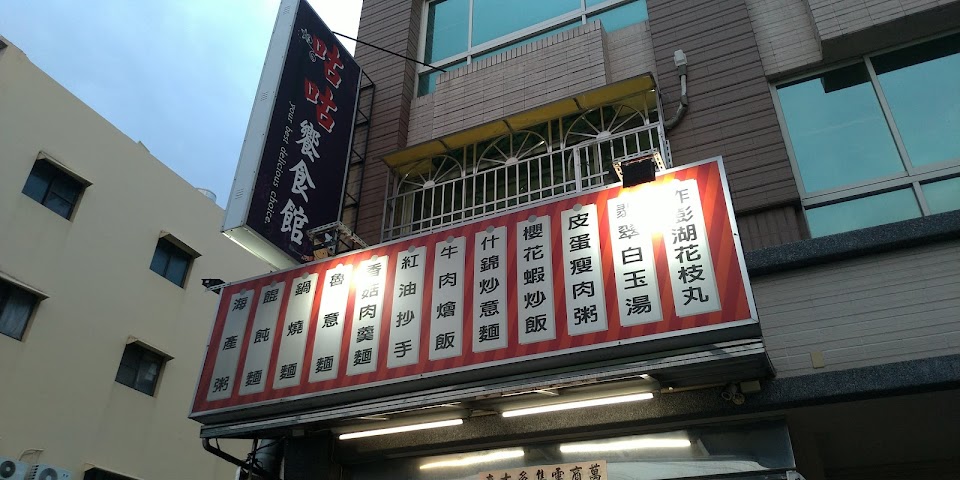 咕咕饗食館
your best delicious choice.
炸澎湖花枝丸
翡翠白玉湯
皮蛋瘦肉粥
櫻花蝦炒飯
什錦炒意麵
牛肉燴飯
紅油抄手
香菇肉羹麵
魯意麵
鍋燒麵
餛飩麵
海產粥